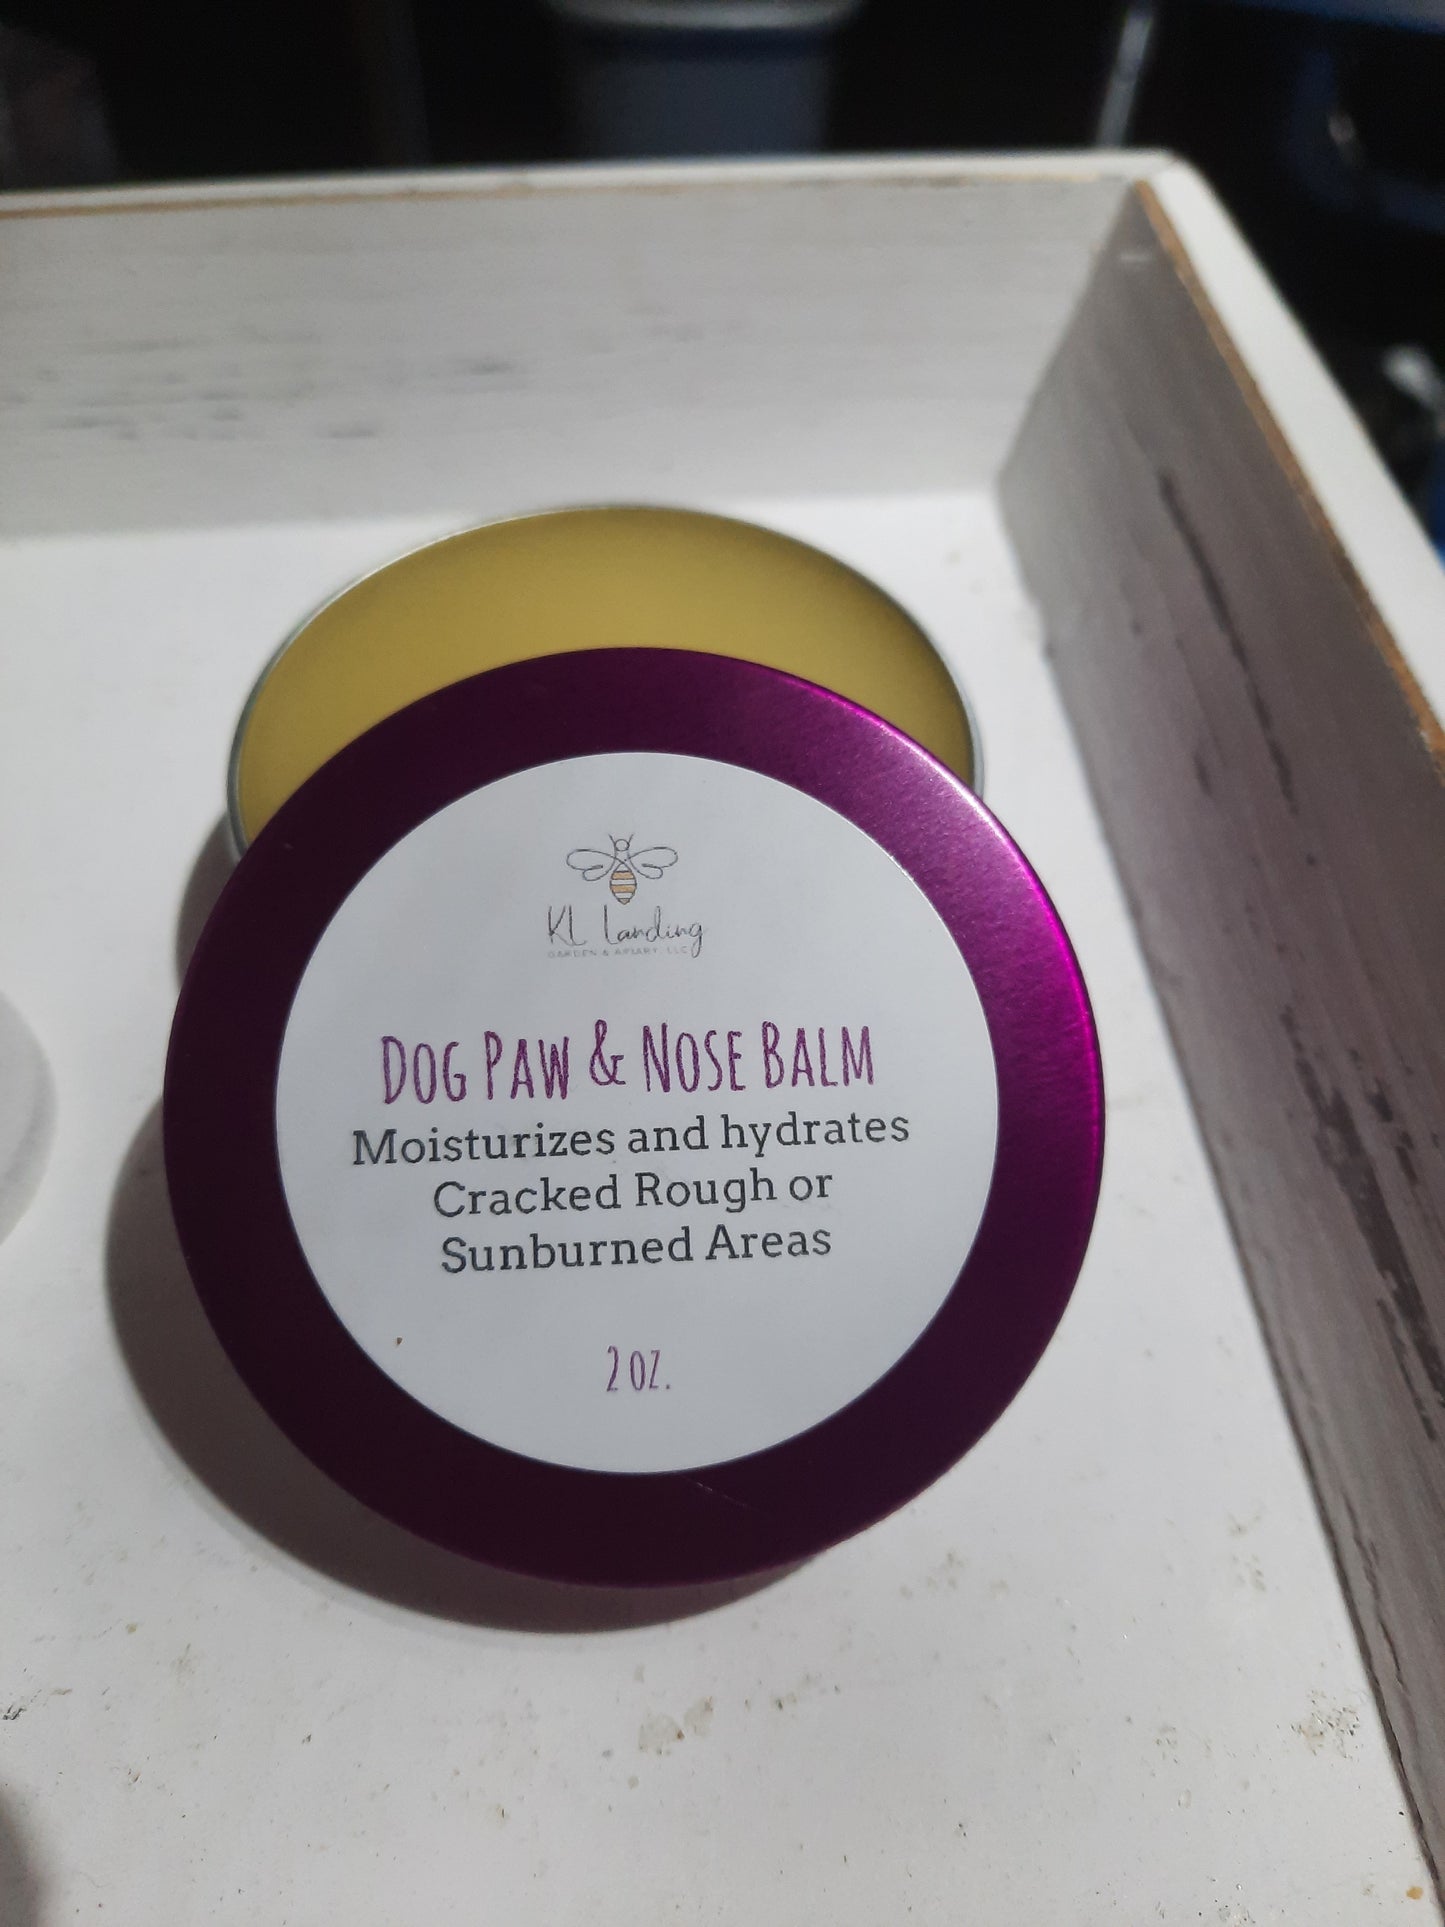 KL Landing
GARDEN & APIARY, LLC
DOG PAW & NOSE BALM
Moisturizes and hydrates
Cracked Rough or
Sunburned Areas
2 OZ.